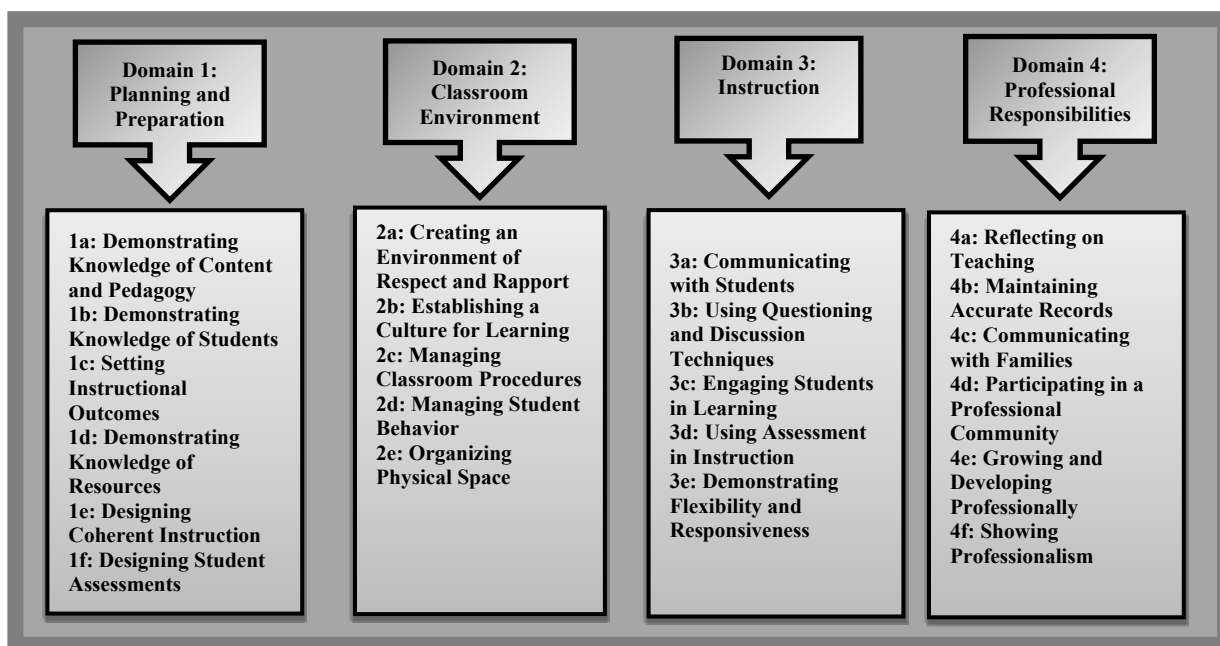 Domain 1:
Planning and
Preparation
1a: Demonstrating
Knowledge of Content
and Pedagogy
1b: Demonstrating
Knowledge of Students
1c: Setting
Instructional
Outcomes
1d: Demonstrating
Knowledge of
Resources
1e: Designing
Coherent Instruction
1f: Designing Student
Assessments
Domain 2:
Classroom
Environment
2a: Creating an
Environment of
Respect and Rapport
2b: Establishing a
Culture for Learning
2c: Managing
Classroom Procedures
2d: Managing Student
Behavior
2e: Organizing
Physical Space
Domain 3:
Instruction
3a: Communicating
with Students
3b: Using Questioning
and Discussion
Techniques
3c: Engaging Students
in Learning
3d: Using Assessment
in Instruction
3e: Demonstrating
Flexibility and
Responsiveness
Domain 4:
Professional
Responsibilities
4a: Reflecting on
Teaching
4b: Maintaining
Accurate Records
4c: Communicating
with Families
4d: Participating in a
Professional
Community
4e: Growing and
Developing
Professionally
4f: Showing
Professionalism